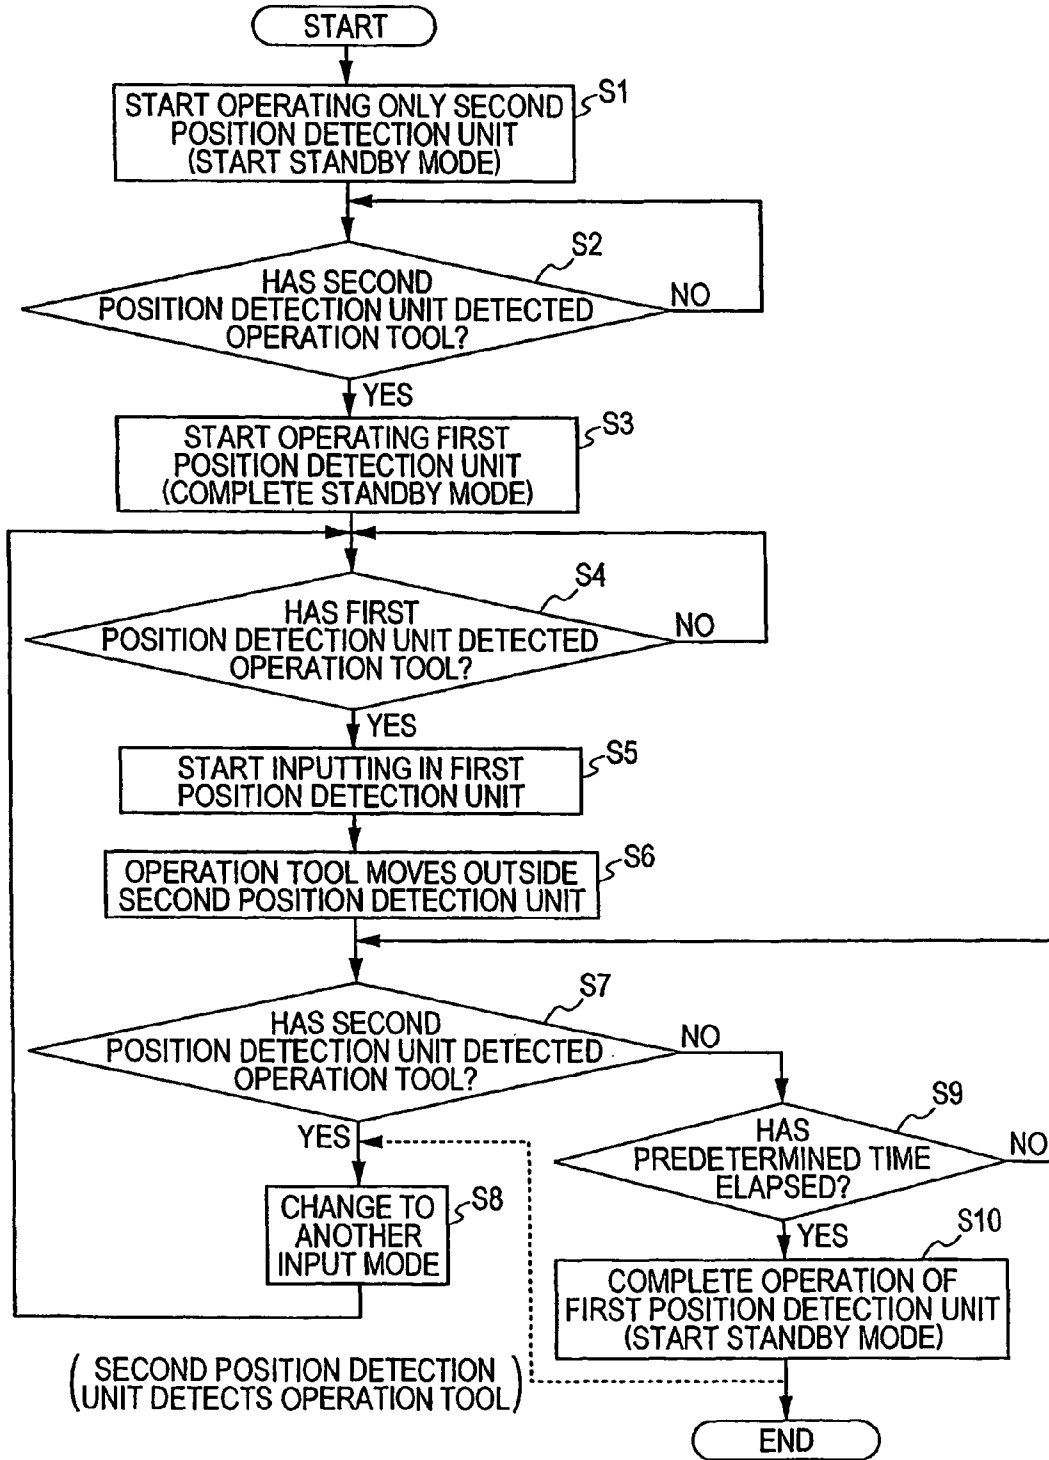 START
S1
START OPERATING ONLY SECOND
POSITION DETECTION UNIT
(START STANDBY MODE)
S2
HAS SECOND
POSITION DETECTION UNIT DETECTED
OPERATION TOOL?
NO
YES
S3
START OPERATING FIRST
POSITION DETECTION UNIT
(COMPLETE STANDBY MODE)
S4
HAS FIRST
POSITION DETECTION UNIT DETECTED
OPERATION TOOL?
NO
YES
S5
START INPUTTING IN FIRST
POSITION DETECTION UNIT
S6
OPERATION TOOL MOVES OUTSIDE
SECOND POSITION DETECTION UNIT
S7
HAS SECOND
POSITION DETECTION UNIT DETECTED
OPERATION TOOL?
NO
YES
S9
HAS
PREDETERMINED TIME
ELAPSED?
NO
YES
S8
CHANGE TO
ANOTHER
INPUT MODE
S10
COMPLETE OPERATION OF
FIRST POSITION DETECTION UNIT
(START STANDBY MODE)
(SECOND POSITION DETECTION
UNIT DETECTS OPERATION TOOL)
END